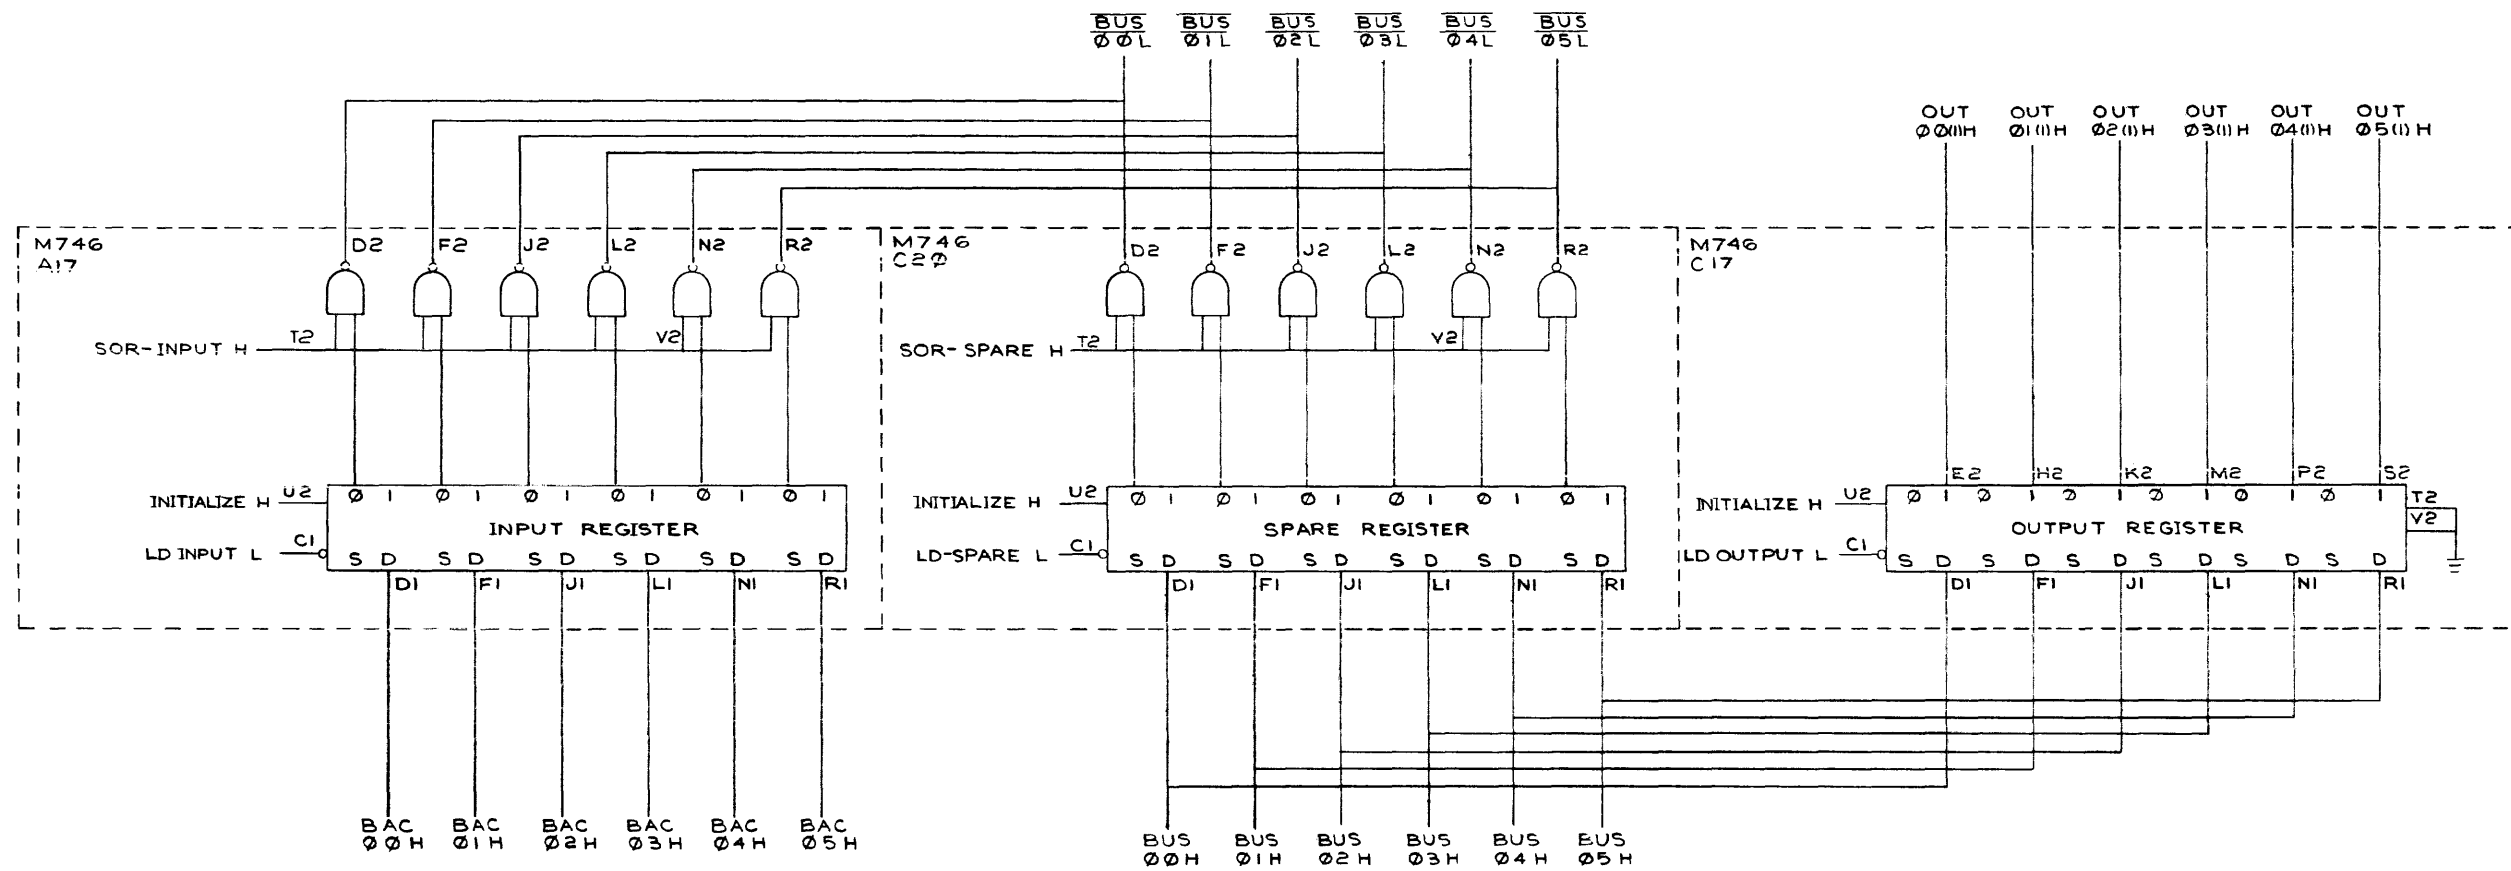 BUS BUS BUS BUS BUS BUS
ØØL Ø1L Ø2L Ø3L Ø4L Ø5L
OUT OUT OUT OUT OUT OUT
ØØ(1)H Ø1(1)H Ø2(1)H Ø3(1)H Ø4(1)H Ø5(1)H
M746
A17
D2 F2 J2 L2 N2 R2
SOR-INPUT H
T2
V2
INITIALIZE H U2
Ø 1 Ø 1 Ø 1 Ø 1 Ø 1 Ø 1
INPUT REGISTER
LD INPUT L C1
S D S D S D S D S D S D
D1 F1 J1 L1 N1 R1
BAC BAC BAC BAC BAC BAC
ØØH Ø1H Ø2H Ø3H Ø4H Ø5H
M746
C2Ø
D2 F2 J2 L2 N2 R2
SOR-SPARE H
T2
V2
INITIALIZE H U2
Ø 1 Ø 1 Ø 1 Ø 1 Ø 1 Ø 1
SPARE REGISTER
LD-SPARE L C1
S D S D S D S D S D S D
D1 F1 J1 L1 N1 R1
BUS BUS BUS BUS BUS BUS
ØØH Ø1H Ø2H Ø3H Ø4H Ø5H
M746
C17
E2 H2 K2 M2 P2 S2
INITIALIZE H U2
Ø 1 Ø 1 Ø 1 Ø 1 Ø 1 Ø 1
T2
V2
OUTPUT REGISTER
LD OUTPUT L C1
S D S D S D S D S D S D
D1 F1 J1 L1 N1 R1